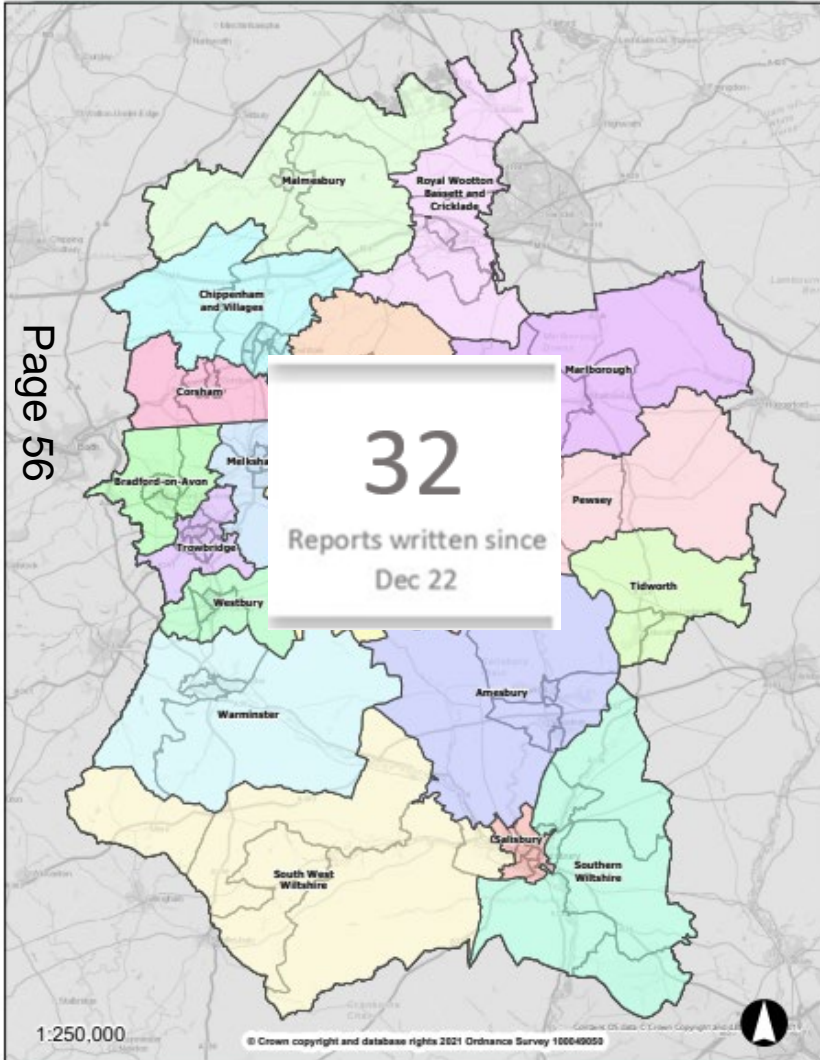 Malmesbury
Royal Wootton
Bassett and
Cricklade
Chippenham
and Villages
Page 56
Corsham
Marlborough
32
Reports written since
Dec 22
Melksha
Bradford-on-Avon
Pewsey
Trowbridge
Tidworth
Westbury
Amesbury
Warminster
Salisbury
South West
Wiltshire
Southern
Wiltshire
1:250,000
© Crown copyright and database rights 2021 Ordnance Survey 100049050